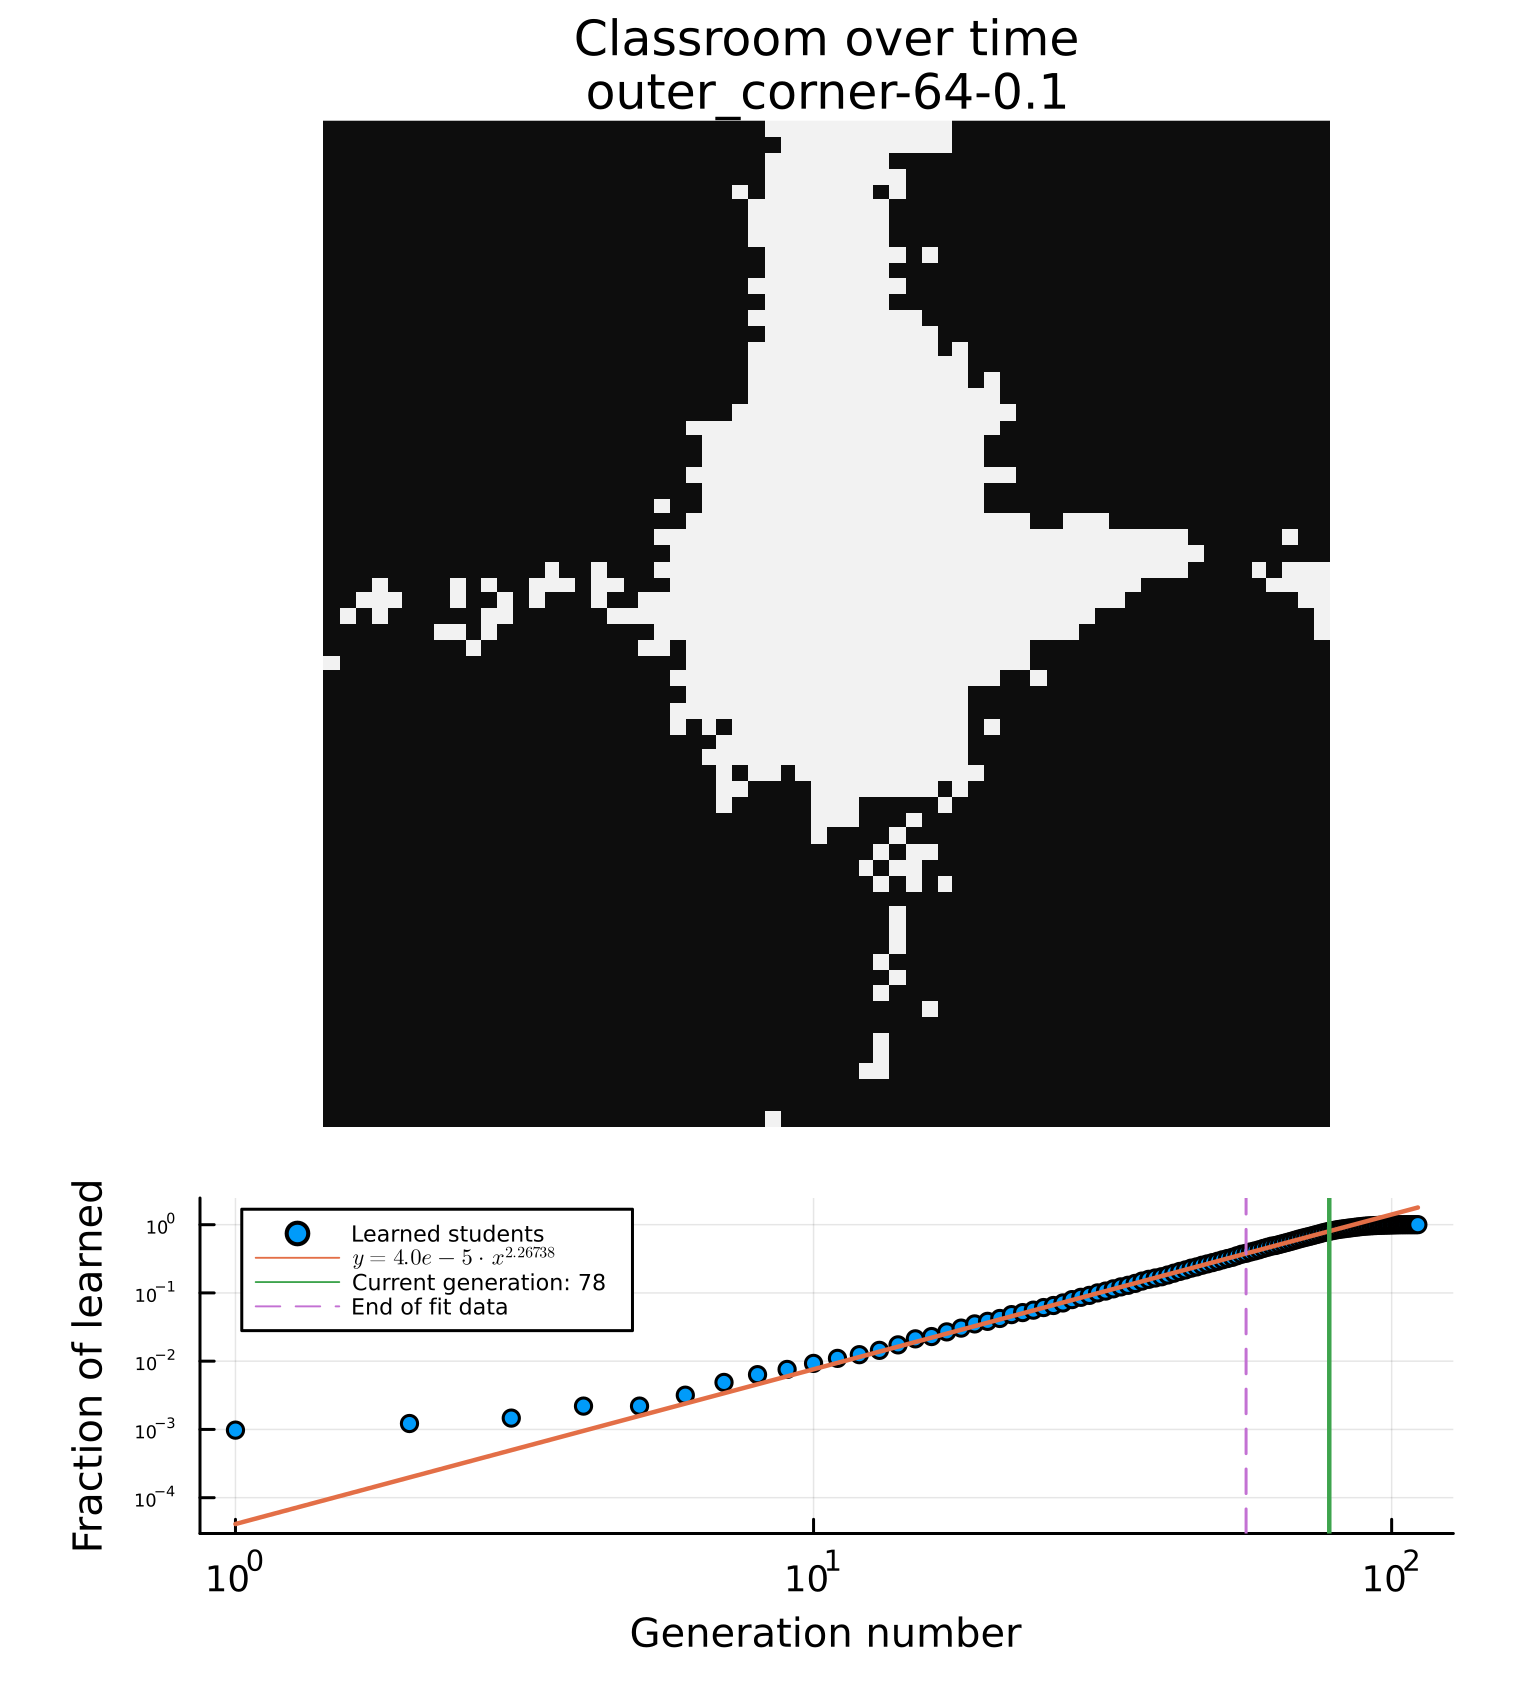 Classroom over time
outer_corner-64-0.1
Fraction of learned
10^0
10^-1
10^-2
10^-3
10^-4
Learned students
y = 4.0e − 5 · x^2.26738
Current generation: 78
End of fit data
10^0 10^1 10^2
Generation number